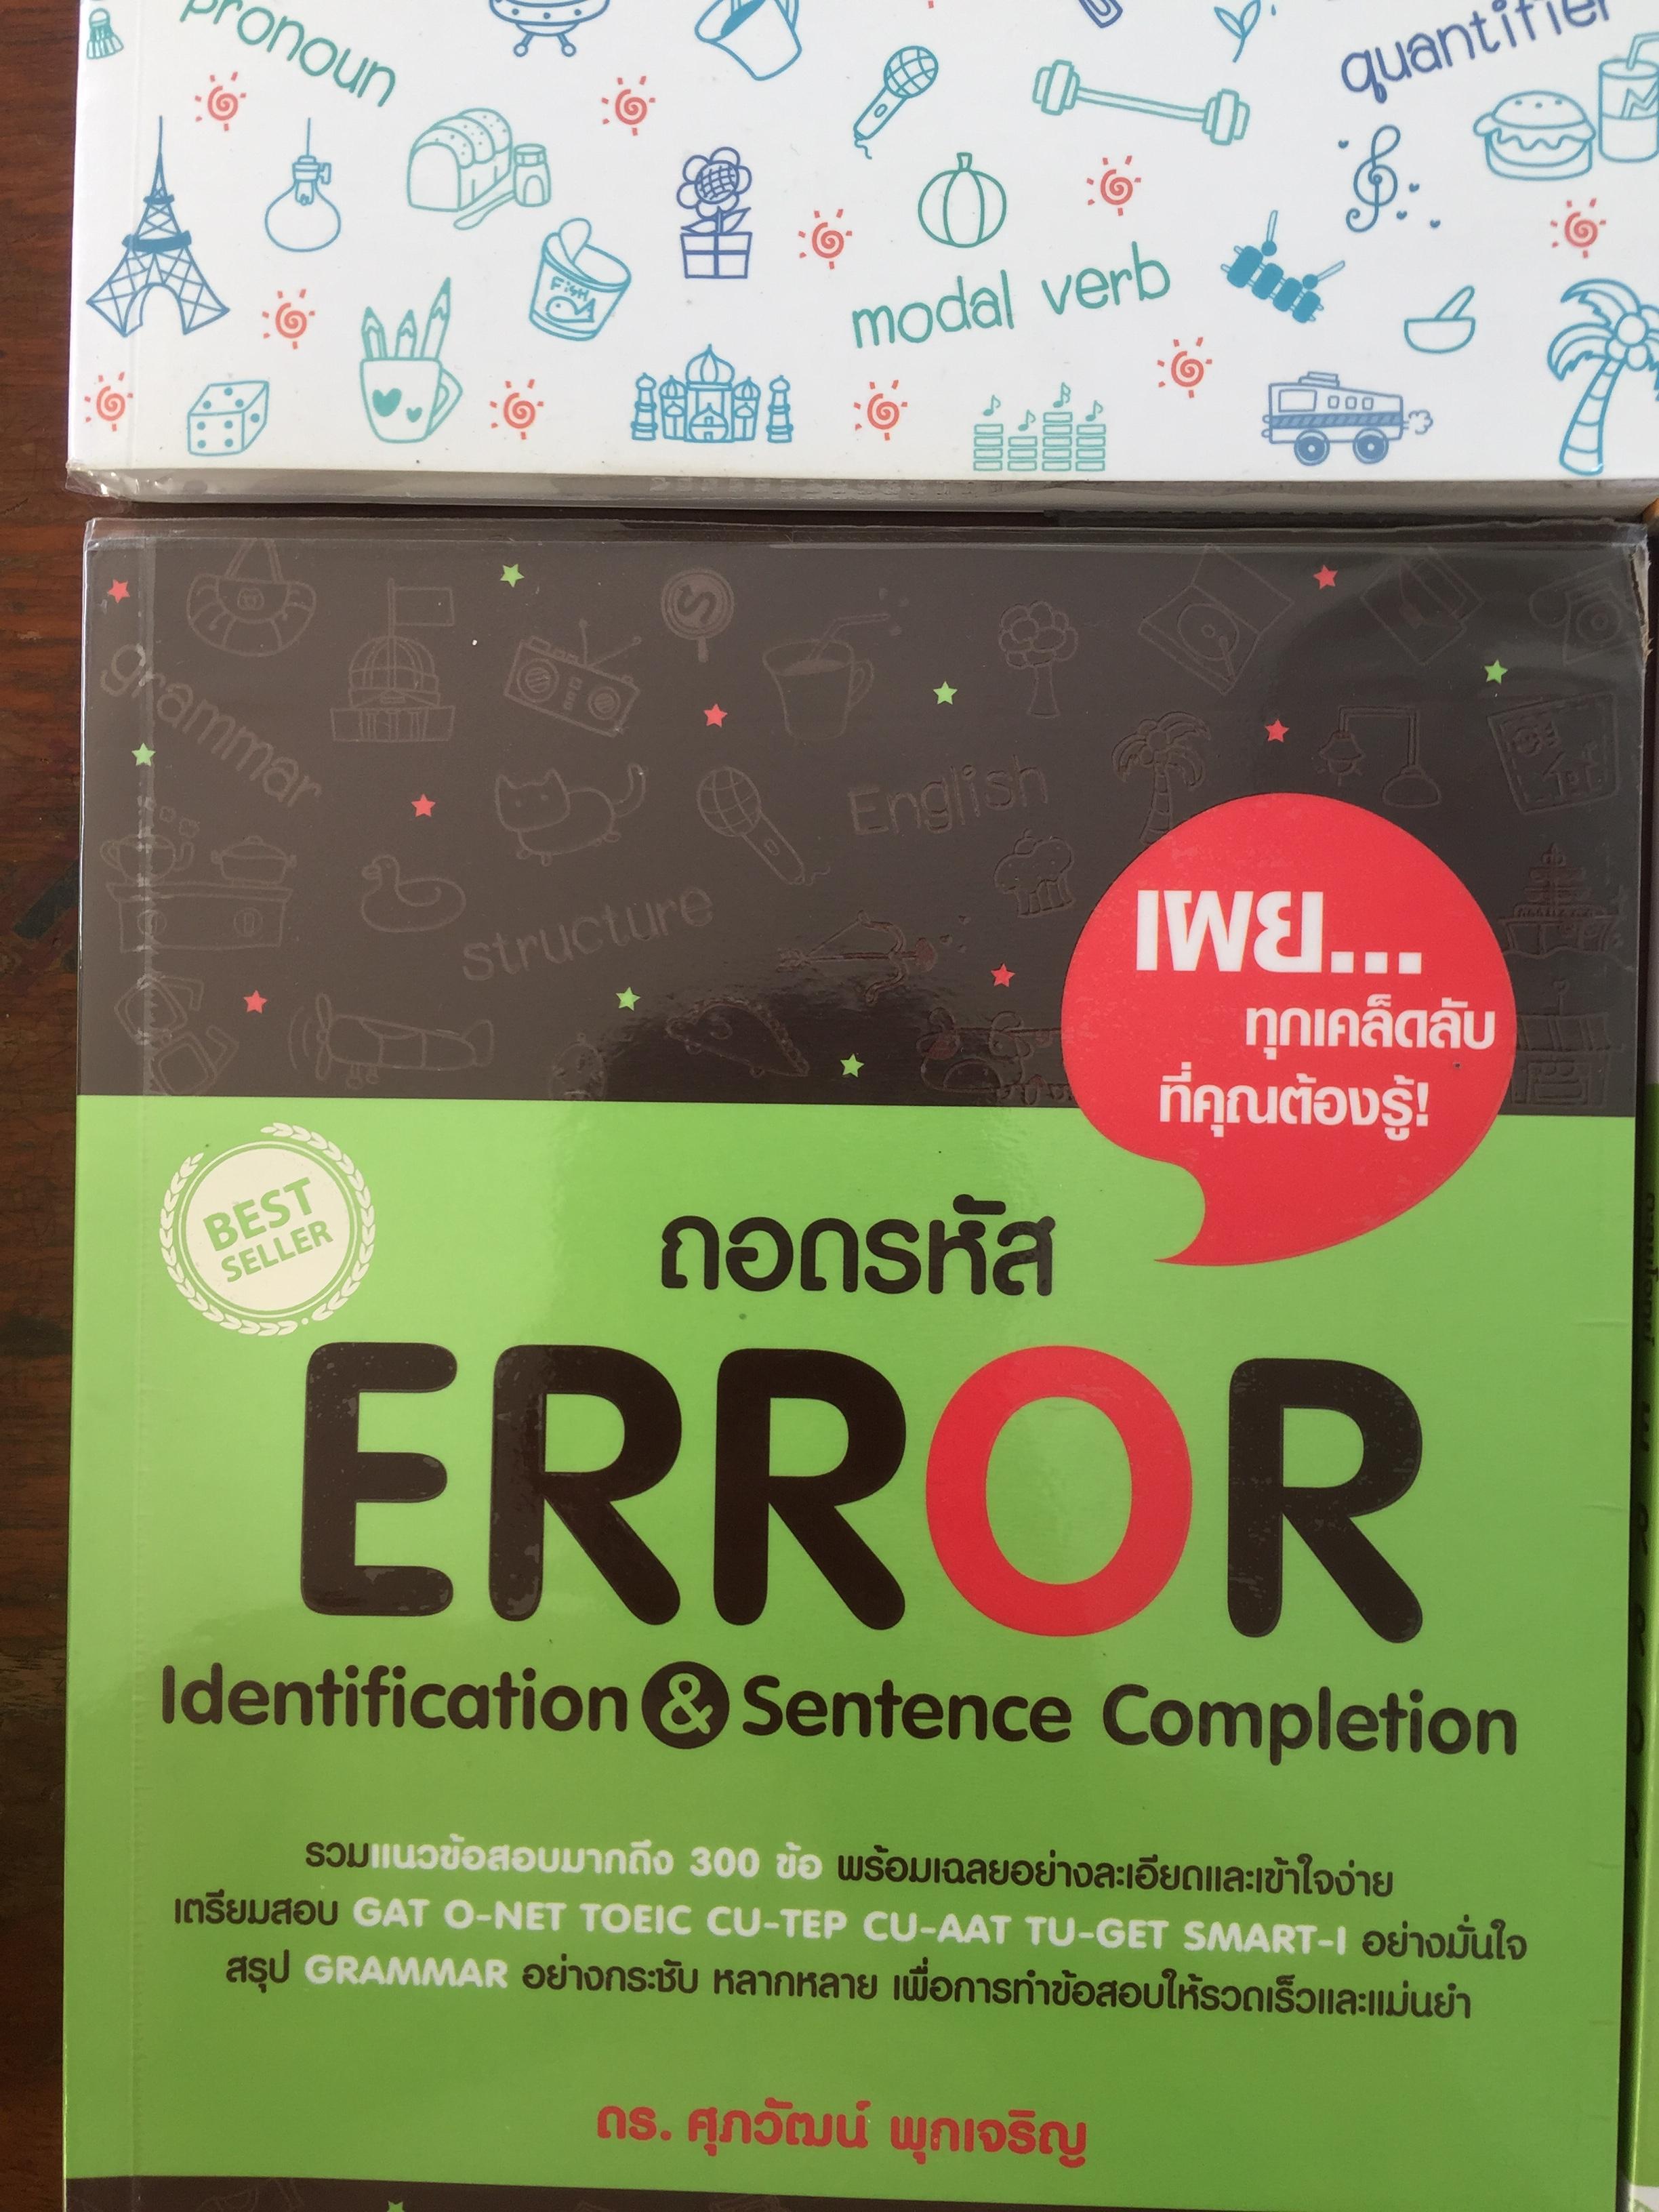 pronoun
quantifier
FiSH
modal verb
grammar
English
structure
เผย...
ทุกเคล็ดลับ
ที่คุณต้องรู้!
BEST
SELLER
ถอดรหัส
ERROR
Identification & Sentence Completion
รวมแนวข้อสอบมากถึง 300 ข้อ พร้อมเฉลยอย่างละเอียดและเข้าใจง่าย
เตรียมสอบ GAT O-NET TOEIC CU-TEP CU-AAT TU-GET SMART-I อย่างมั่นใจ
สรุป GRAMMAR อย่างกระชับ หลากหลาย เพื่อการทำข้อสอบให้รวดเร็วและแม่นยำ
ดร. ศุภวัฒน์ พุกเจริญ